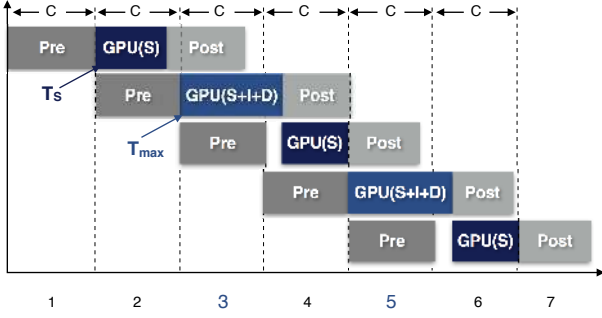 C C C C C C
Pre GPU(S) Post
Ts
Pre GPU(S+I+D) Post
Tmax
Pre GPU(S) Post
Pre GPU(S+I+D) Post
Pre GPU(S) Post
1 2 3 4 5 6 7